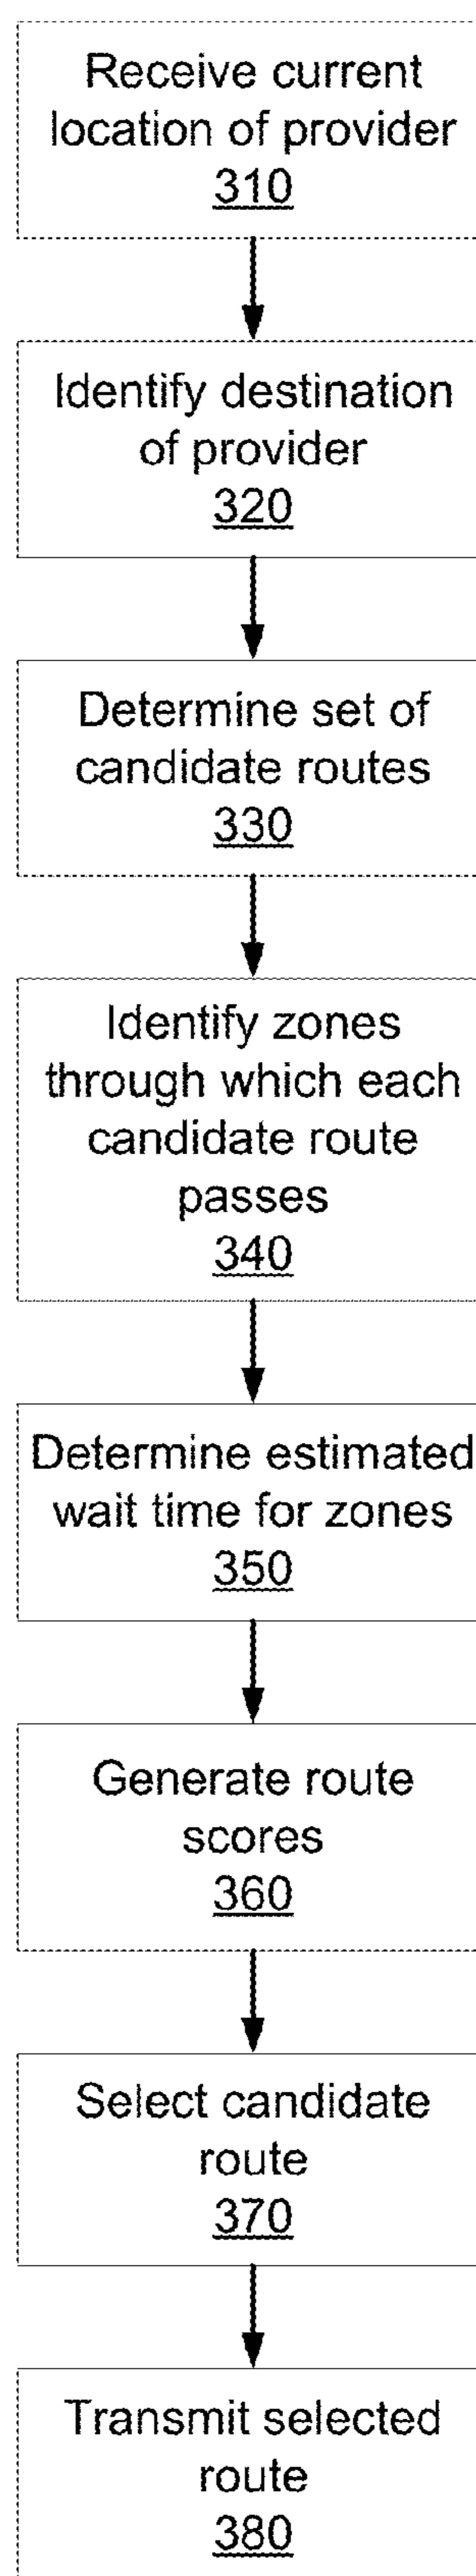 Receive current
location of provider
310
Identify destination
of provider
320
Determine set of
candidate routes
330
Identify zones
through which each
candidate route
passes
340
Determine estimated
wait time for zones
350
Generate route
scores
360
Select candidate
route
370
Transmit selected
route
380